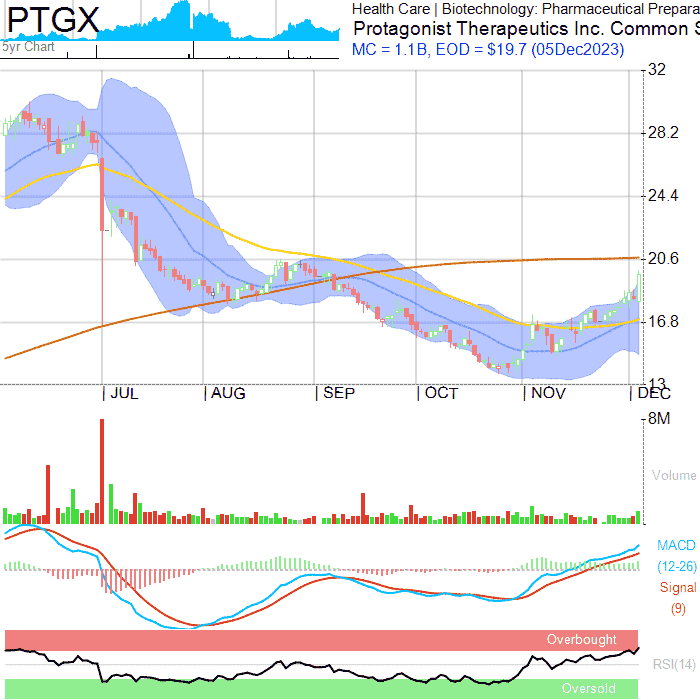 PTGX
5yr Chart
Health Care | Biotechnology: Pharmaceutical Prepara
Protagonist Therapeutics Inc. Common S
MC = 1.1B, EOD = $19.7 (05Dec2023)
32
28.2
24.4
20.6
16.8
13
JUL AUG SEP OCT NOV DEC
8M
Volume
MACD
(12-26)
Signal
(9)
Overbought
RSI(14)
Oversold